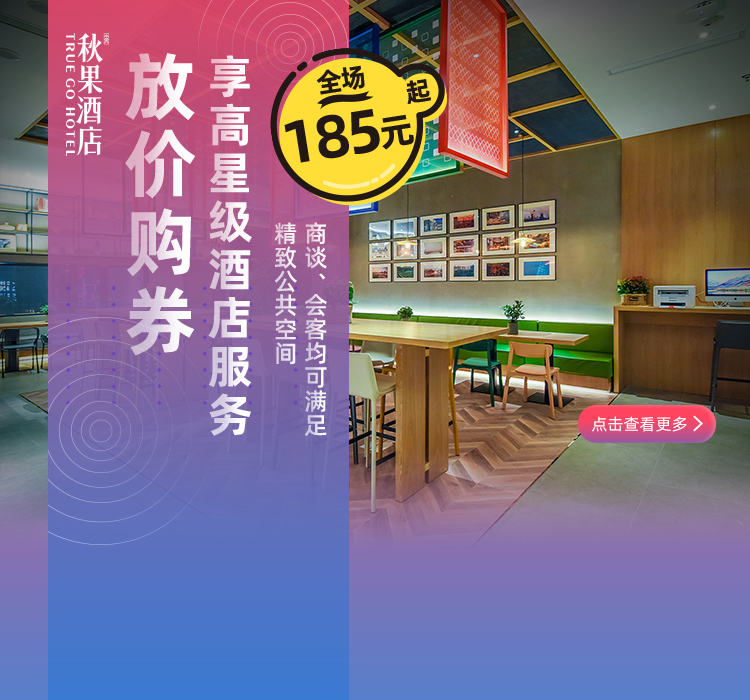 秋果酒店
TRUE GO HOTEL
放价购券
享高星级酒店服务
全场
185元
起
商谈、会客均可满足
精致公共空间
点击查看更多